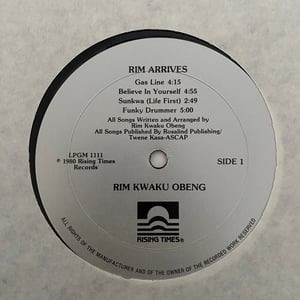 RIM ARRIVES
Gas Line 4:15
Believe In Yourself 4:55
Sunkwa (Life First) 2:49
Funky Drummer 5:00
All Songs Written and Arranged by
Rim Kwaku Obeng
All Songs Published By Rosalind Publishing/
Twene Kasa-ASCAP
LPGM 1111
℗ 1980 Rising Times
Records
SIDE 1
RIM KWAKU OBENG
RISING TIMES®
ALL RIGHTS OF THE MANUFACTURER AND OF THE OWNER OF THE RECORDED WORK RESERVED